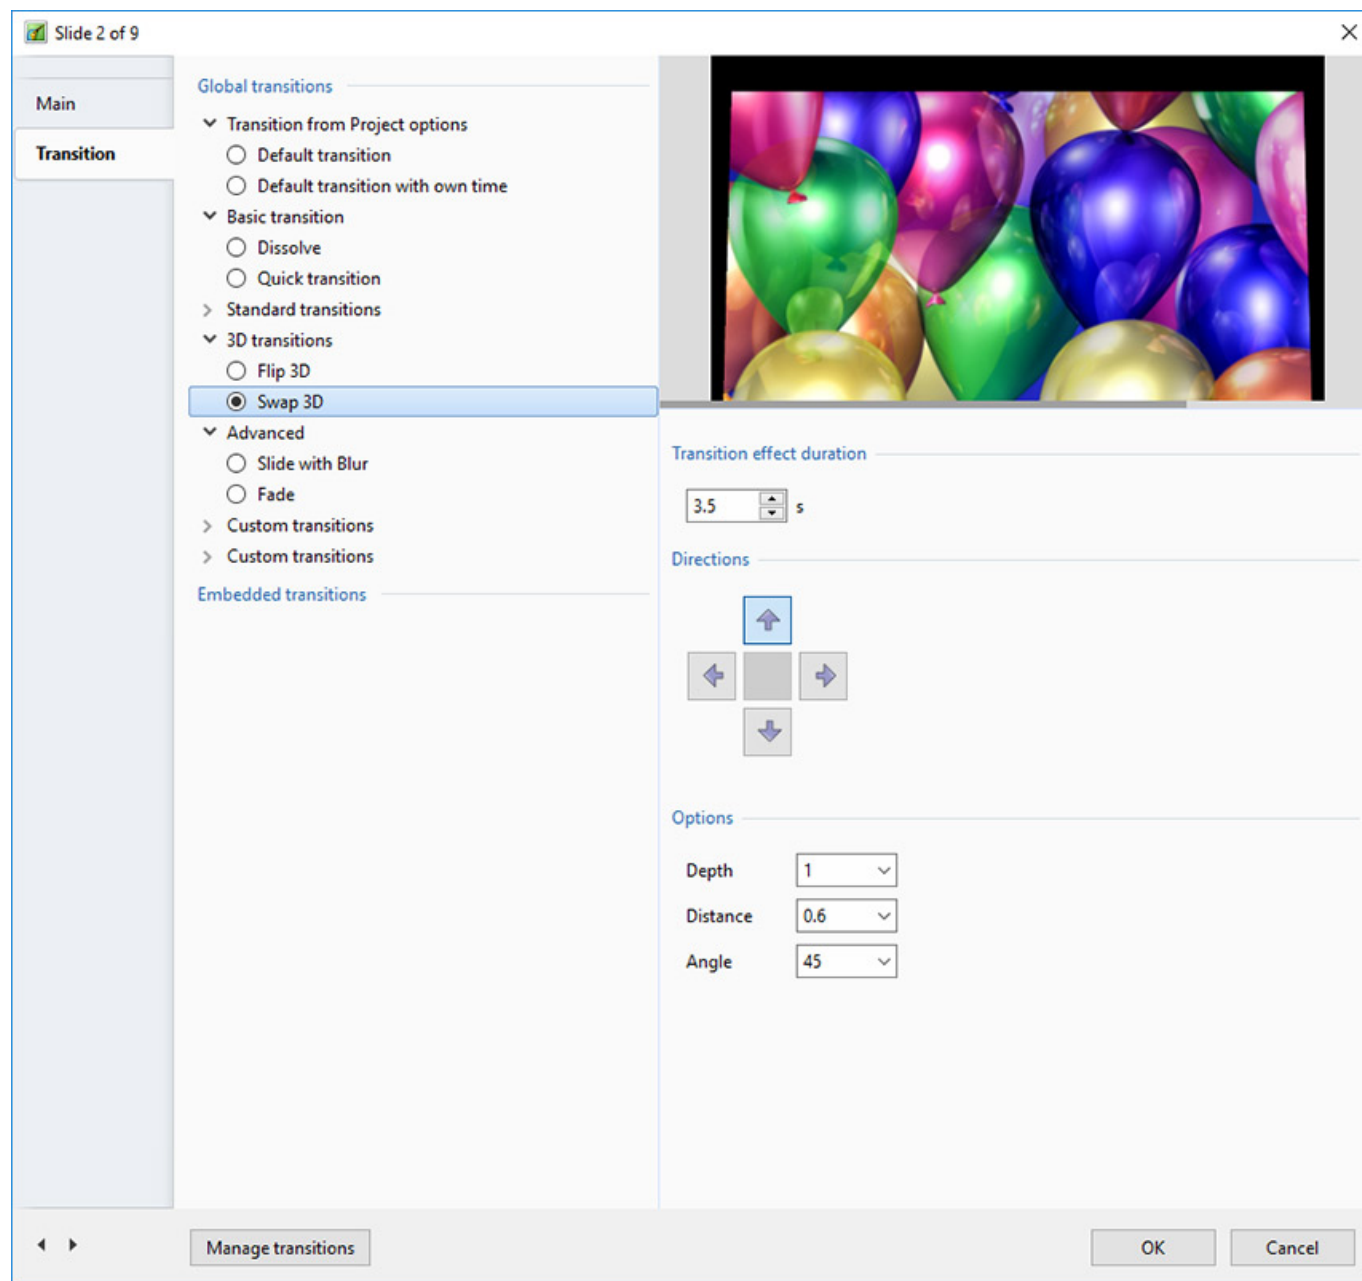 Slide 2 of 9
Main
Transition
Global transitions
Transition from Project options
Default transition
Default transition with own time
Basic transition
Dissolve
Quick transition
Standard transitions
3D transitions
Flip 3D
Swap 3D
Advanced
Slide with Blur
Fade
Custom transitions
Custom transitions
Embedded transitions
Transition effect duration
3.5 s
Directions
Options
Depth 1
Distance 0.6
Angle 45
Manage transitions
OK
Cancel